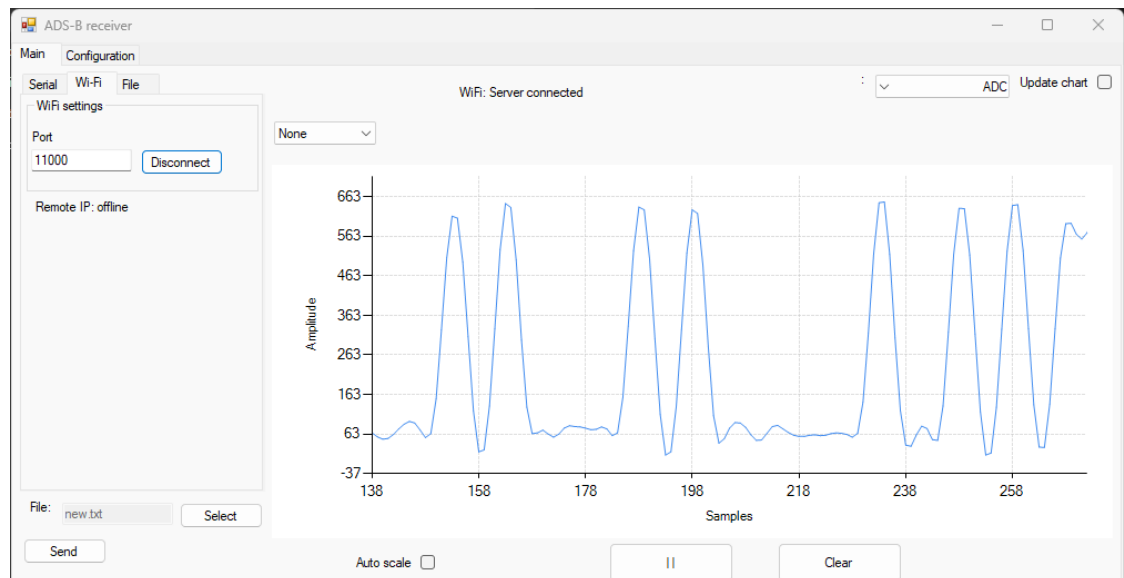 ADS-B receiver
Main Configuration
Serial Wi-Fi File
WiFi settings
Port
11000 Disconnect
Remote IP: offline
WiFi: Server connected
: ADC Update chart
None
663
563
463
363
263
163
63
-37
Amplitude
138 158 178 198 218 238 258
Samples
File: new.txt Select
Send
Auto scale Clear